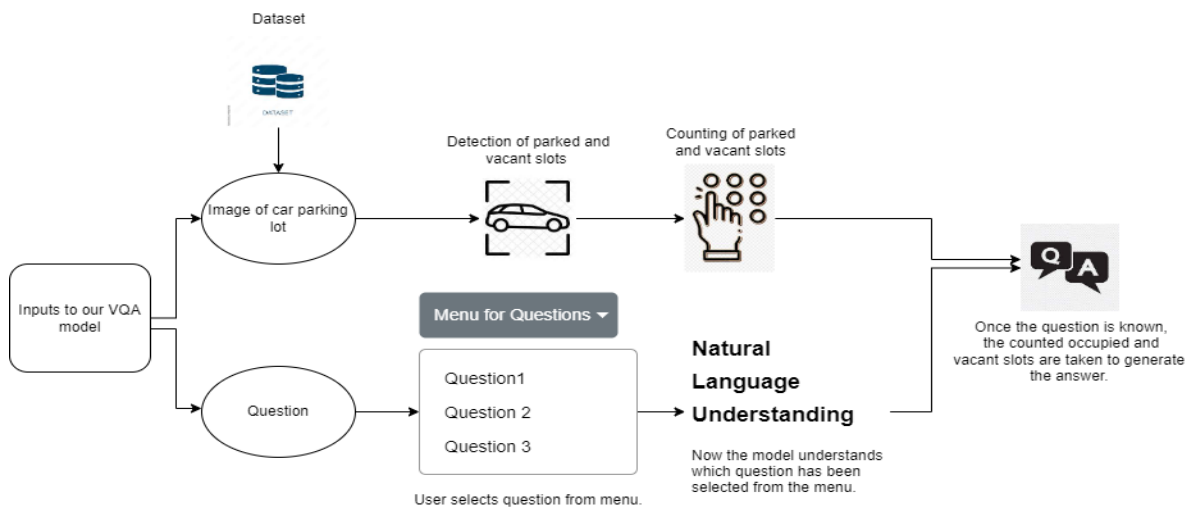 Dataset
DATASET
Detection of parked and
vacant slots
Counting of parked
and vacant slots
Image of car parking
lot
Inputs to our VQA
model
Menu for Questions
Question
Question1
Question 2
Question 3
User selects question from menu.
Natural
Language
Understanding
Now the model understands
which question has been
selected from the menu.
Q
A
Once the question is known,
the counted occupied and
vacant slots are taken to generate
the answer.